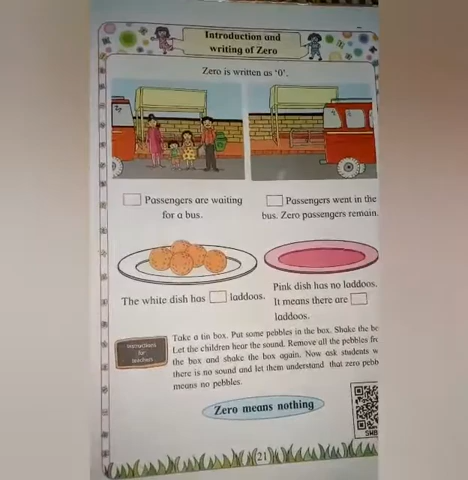 Introduction and
writing of Zero
Zero is written as '0'.
Passengers are waiting
for a bus.
Passengers went in the
bus. Zero passengers remain.
The white dish has laddoos.
Pink dish has no laddoos.
It means there are
laddoos.
Instructions
for
teachers
Take a tin box. Put some pebbles in the box. Shake the
Let the children hear the sound. Remove all the pebbles
the box and shake the box again. Now ask students
there is no sound and let them understand that zero
means no pebbles.
Zero means nothing
21